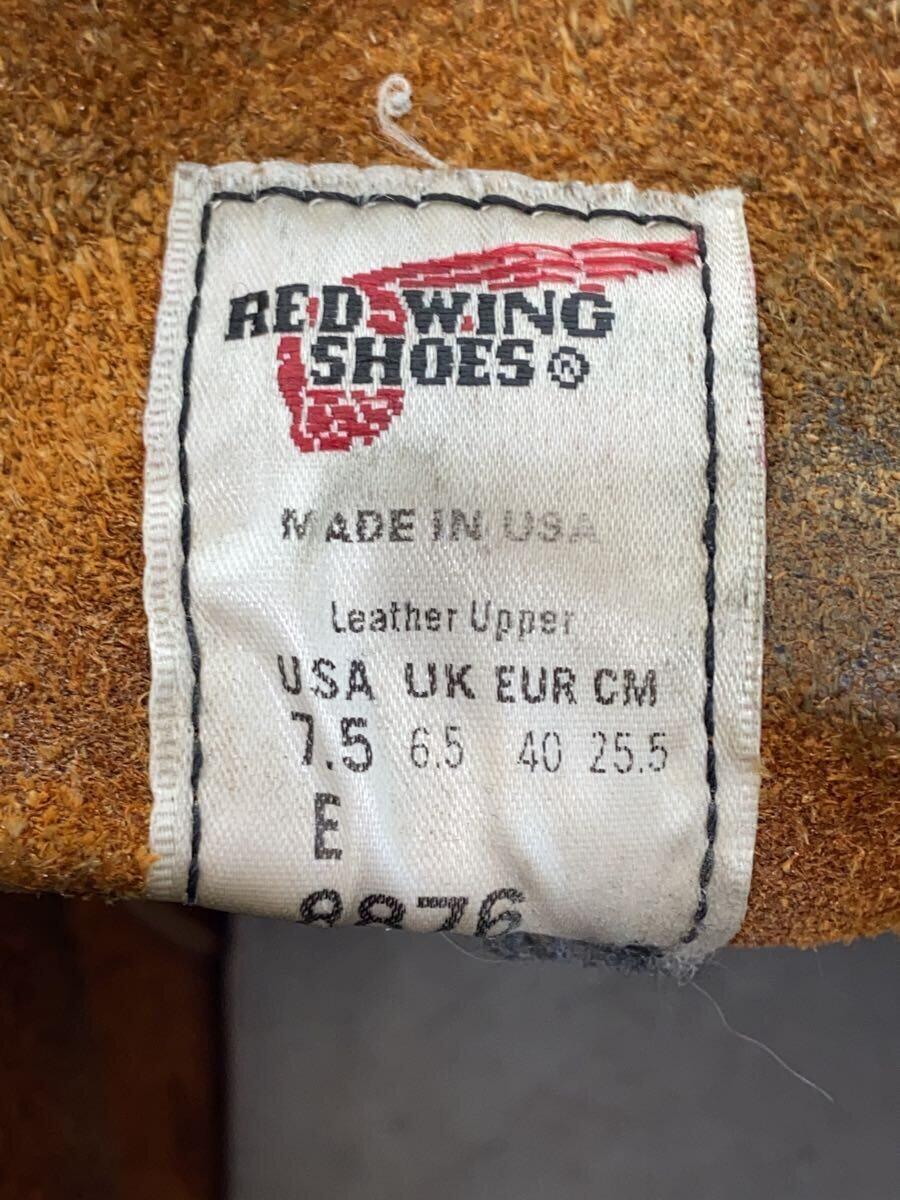 RED WING
SHOES®
MADE IN USA
Leather Upper
USA UK EUR CM
7.5 6.5 40 25.5
E